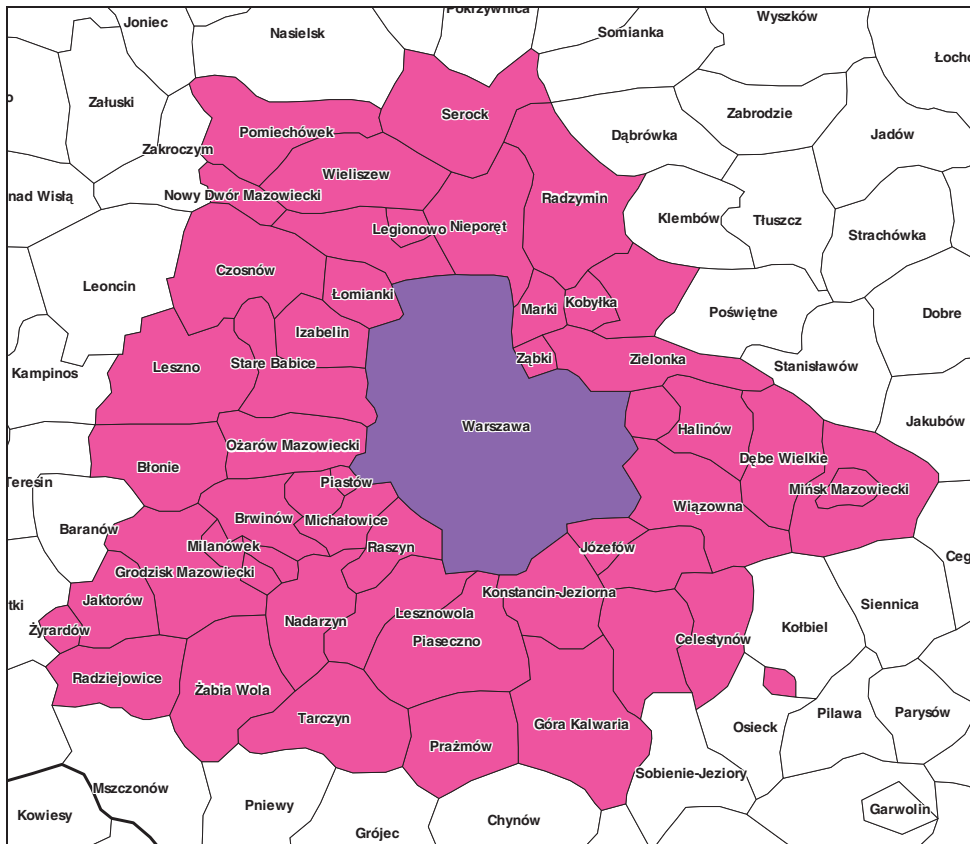 Pokrzywnica
Joniec
Wyszków
Nasielsk
Somianka
Łocho
o
Załuski
Serock
Zabrodzie
Pomiechówek
Dąbrówka
Jadów
Zakroczym
Wieliszew
nad Wisłą
Nowy Dwór Mazowiecki
Radzymin
Klembów
Tłuszcz
Legionowo
Nieporęt
Strachówka
Czosnów
Leoncin
Łomianki
Marki
Kobyłka
Poświętne
Dobre
Izabelin
Ząbki
Zielonka
Stare Babice
Leszno
Kampinos
Stanisławów
Warszawa
Jakubów
Halinów
Ożarów Mazowiecki
Dębe Wielkie
Błonie
Teresin
Piastów
Mińsk Mazowiecki
Wiązowna
Brwinów
Michałowice
Baranów
Milanówek
Raszyn
Józefów
Ceg
Grodzisk Mazowiecki
Konstancin-Jeziorna
Jaktorów
tki
Siennica
Lesznowola
Nadarzyn
Kołbiel
Żyrardów
Piaseczno
Celestynów
Radziejowice
Żabia Wola
Parysów
Pilawa
Tarczyn
Góra Kalwaria
Osieck
Prażmów
Sobienie-Jeziory
Mszczonów
Pniewy
Garwolin
Kowiesy
Chynów
Grójec